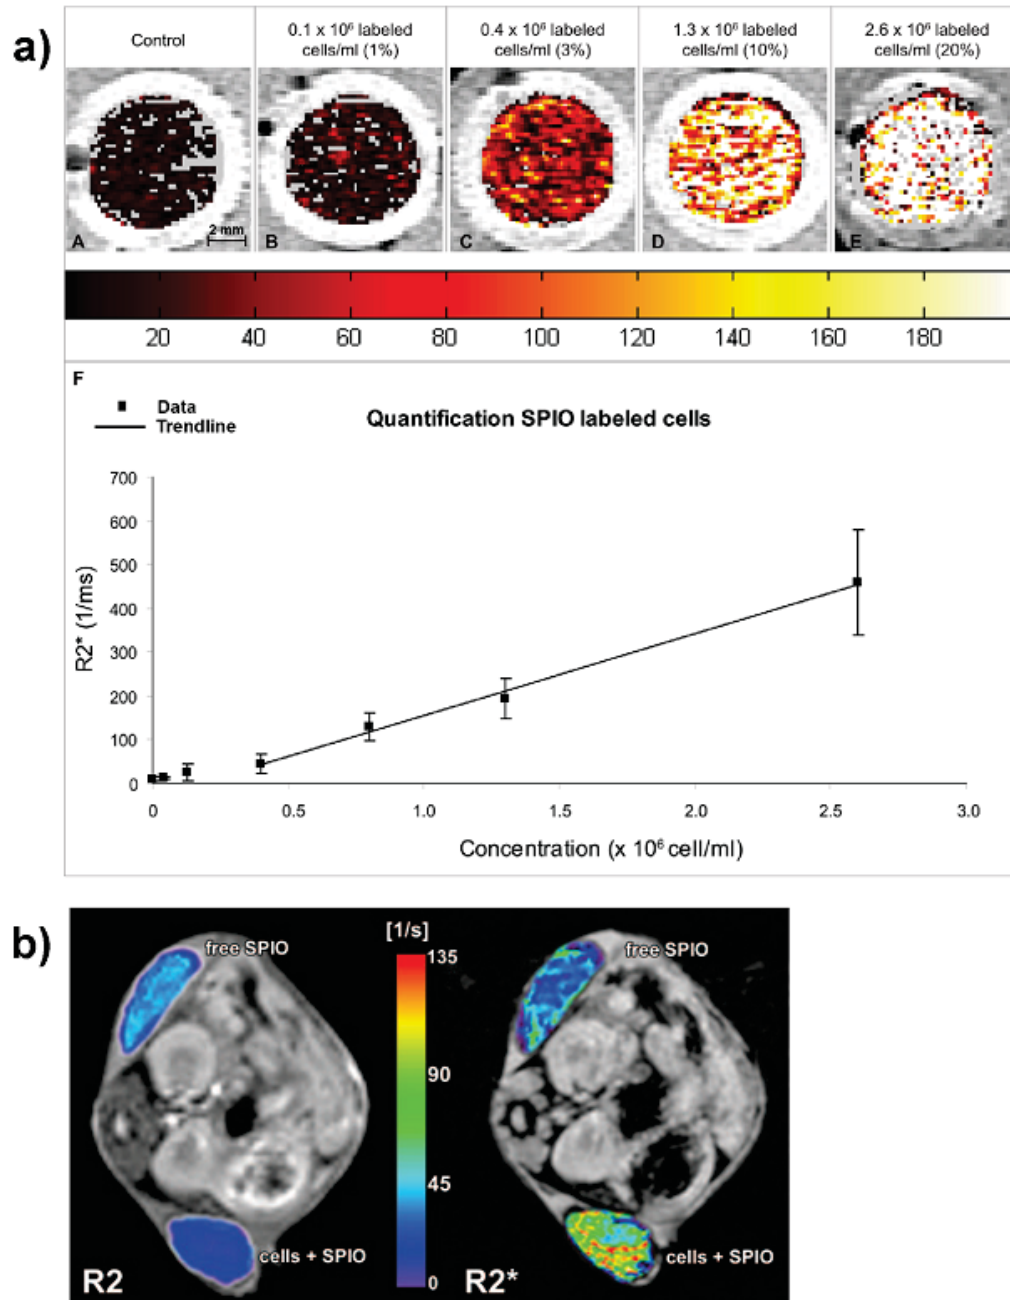 a)
Control
0.1 x 10⁶ labeled
cells/ml (1%)
0.4 x 10⁶ labeled
cells/ml (3%)
1.3 x 10⁶ labeled
cells/ml (10%)
2.6 x 10⁶ labeled
cells/ml (20%)
A
2 mm
B
C
D
E
20 40 60 80 100 120 140 160 180
F
Data
Trendline
Quantification SPIO labeled cells
700
600
500
400
300
200
100
0
R2* (1/ms)
0 0.5 1.0 1.5 2.0 2.5 3.0
Concentration (x 10⁶ cell/ml)
b)
free SPIO
[1/s]
135
90
45
0
free SPIO
cells + SPIO
R2
cells + SPIO
R2*